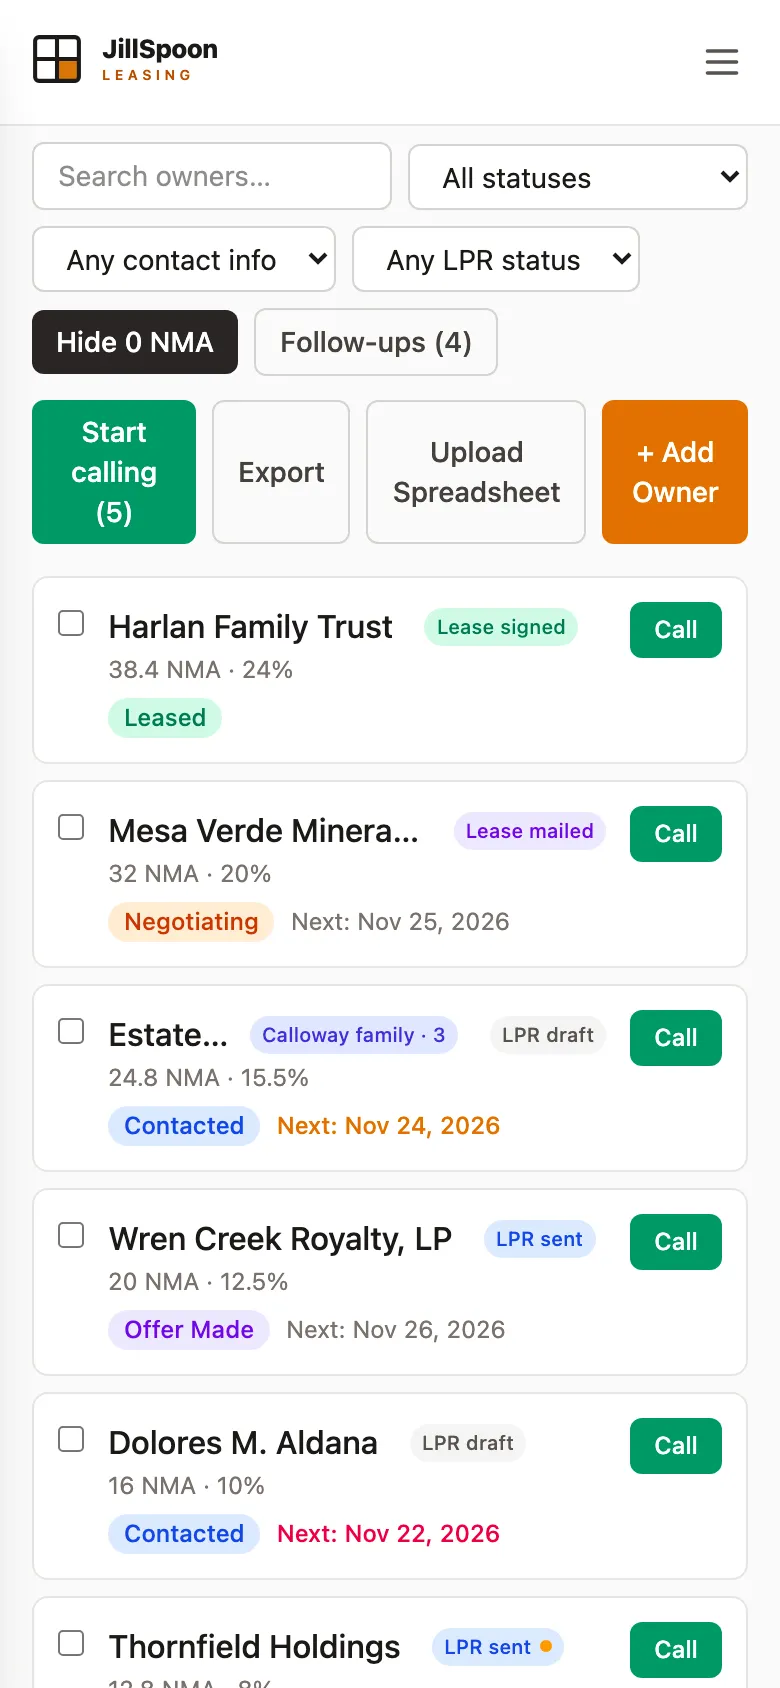 JillSpoon
LEASING
Search owners...
All statuses
Any contact info
Any LPR status
Hide 0 NMA
Follow-ups (4)
Start
calling
(5)
Export
Upload
Spreadsheet
+ Add
Owner
Harlan Family Trust
Lease signed
Call
38.4 NMA · 24%
Leased
Mesa Verde Minera...
Lease mailed
Call
32 NMA · 20%
Negotiating
Next: Nov 25, 2026
Estate...
Calloway family · 3
LPR draft
Call
24.8 NMA · 15.5%
Contacted
Next: Nov 24, 2026
Wren Creek Royalty, LP
LPR sent
Call
20 NMA · 12.5%
Offer Made
Next: Nov 26, 2026
Dolores M. Aldana
LPR draft
Call
16 NMA · 10%
Contacted
Next: Nov 22, 2026
Thornfield Holdings
LPR sent
Call
12.8 NMA · 8%